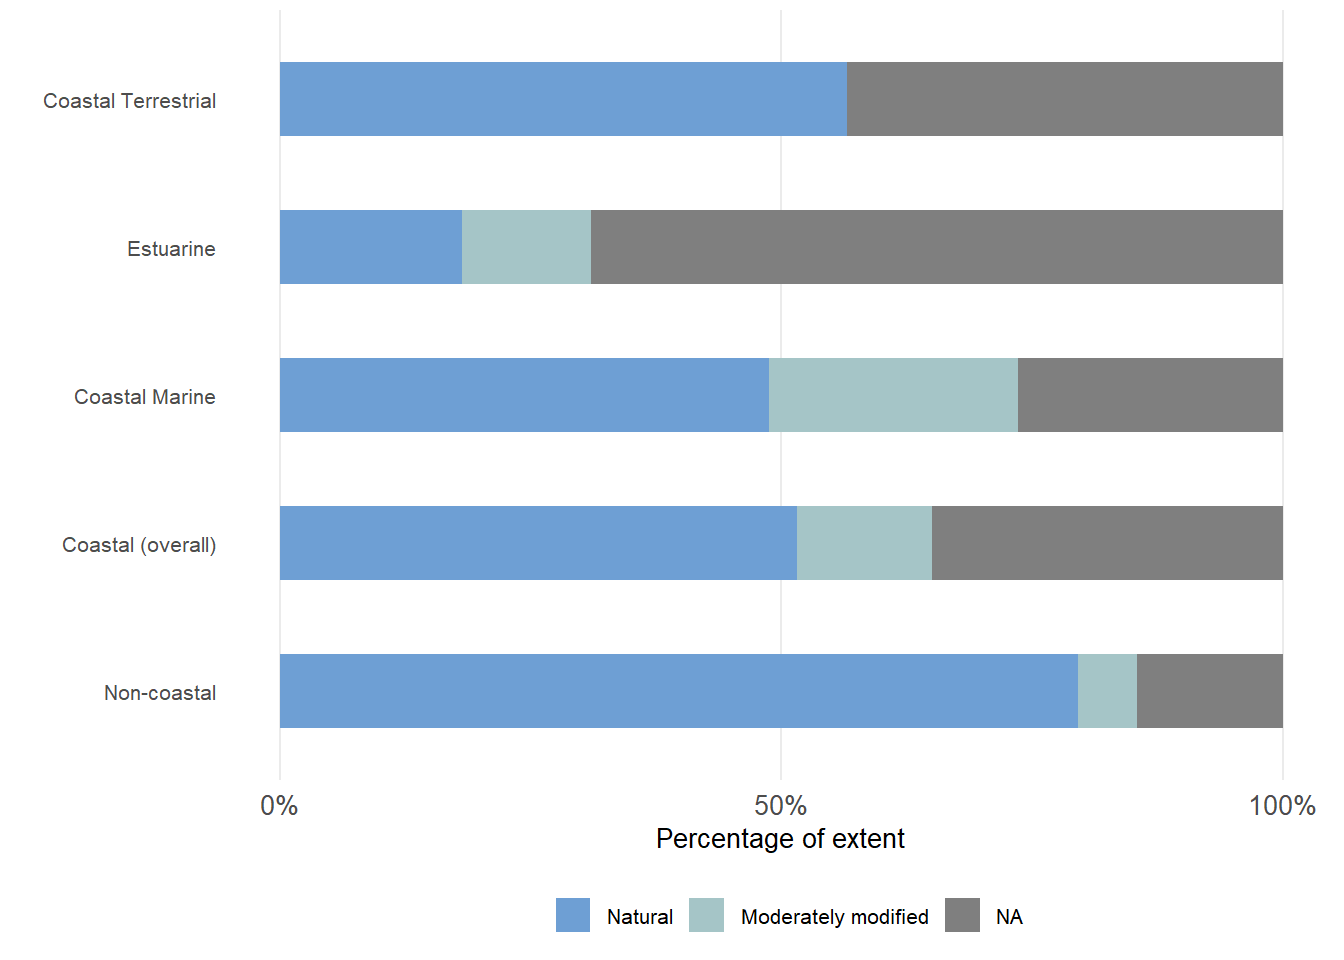 Coastal Terrestrial
Estuarine
Coastal Marine
Coastal (overall)
Non-coastal
0% 50% 100%
Percentage of extent
Natural Moderately modified NA